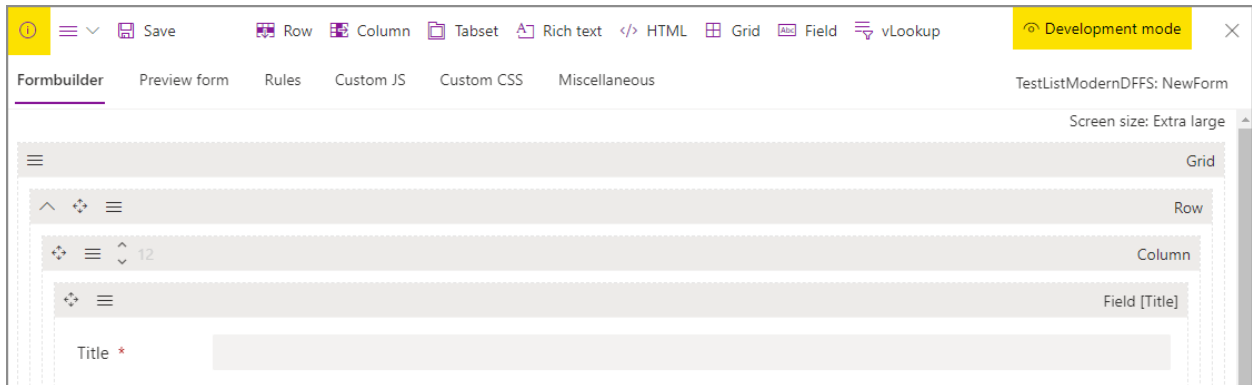 Save Row Column Tabset Rich text HTML Grid Abc Field vLookup Development mode
Formbuilder Preview form Rules Custom JS Custom CSS Miscellaneous TestListModernDFFS: NewForm
Screen size: Extra large
Grid
Row
12 Column
Field [Title]
Title *